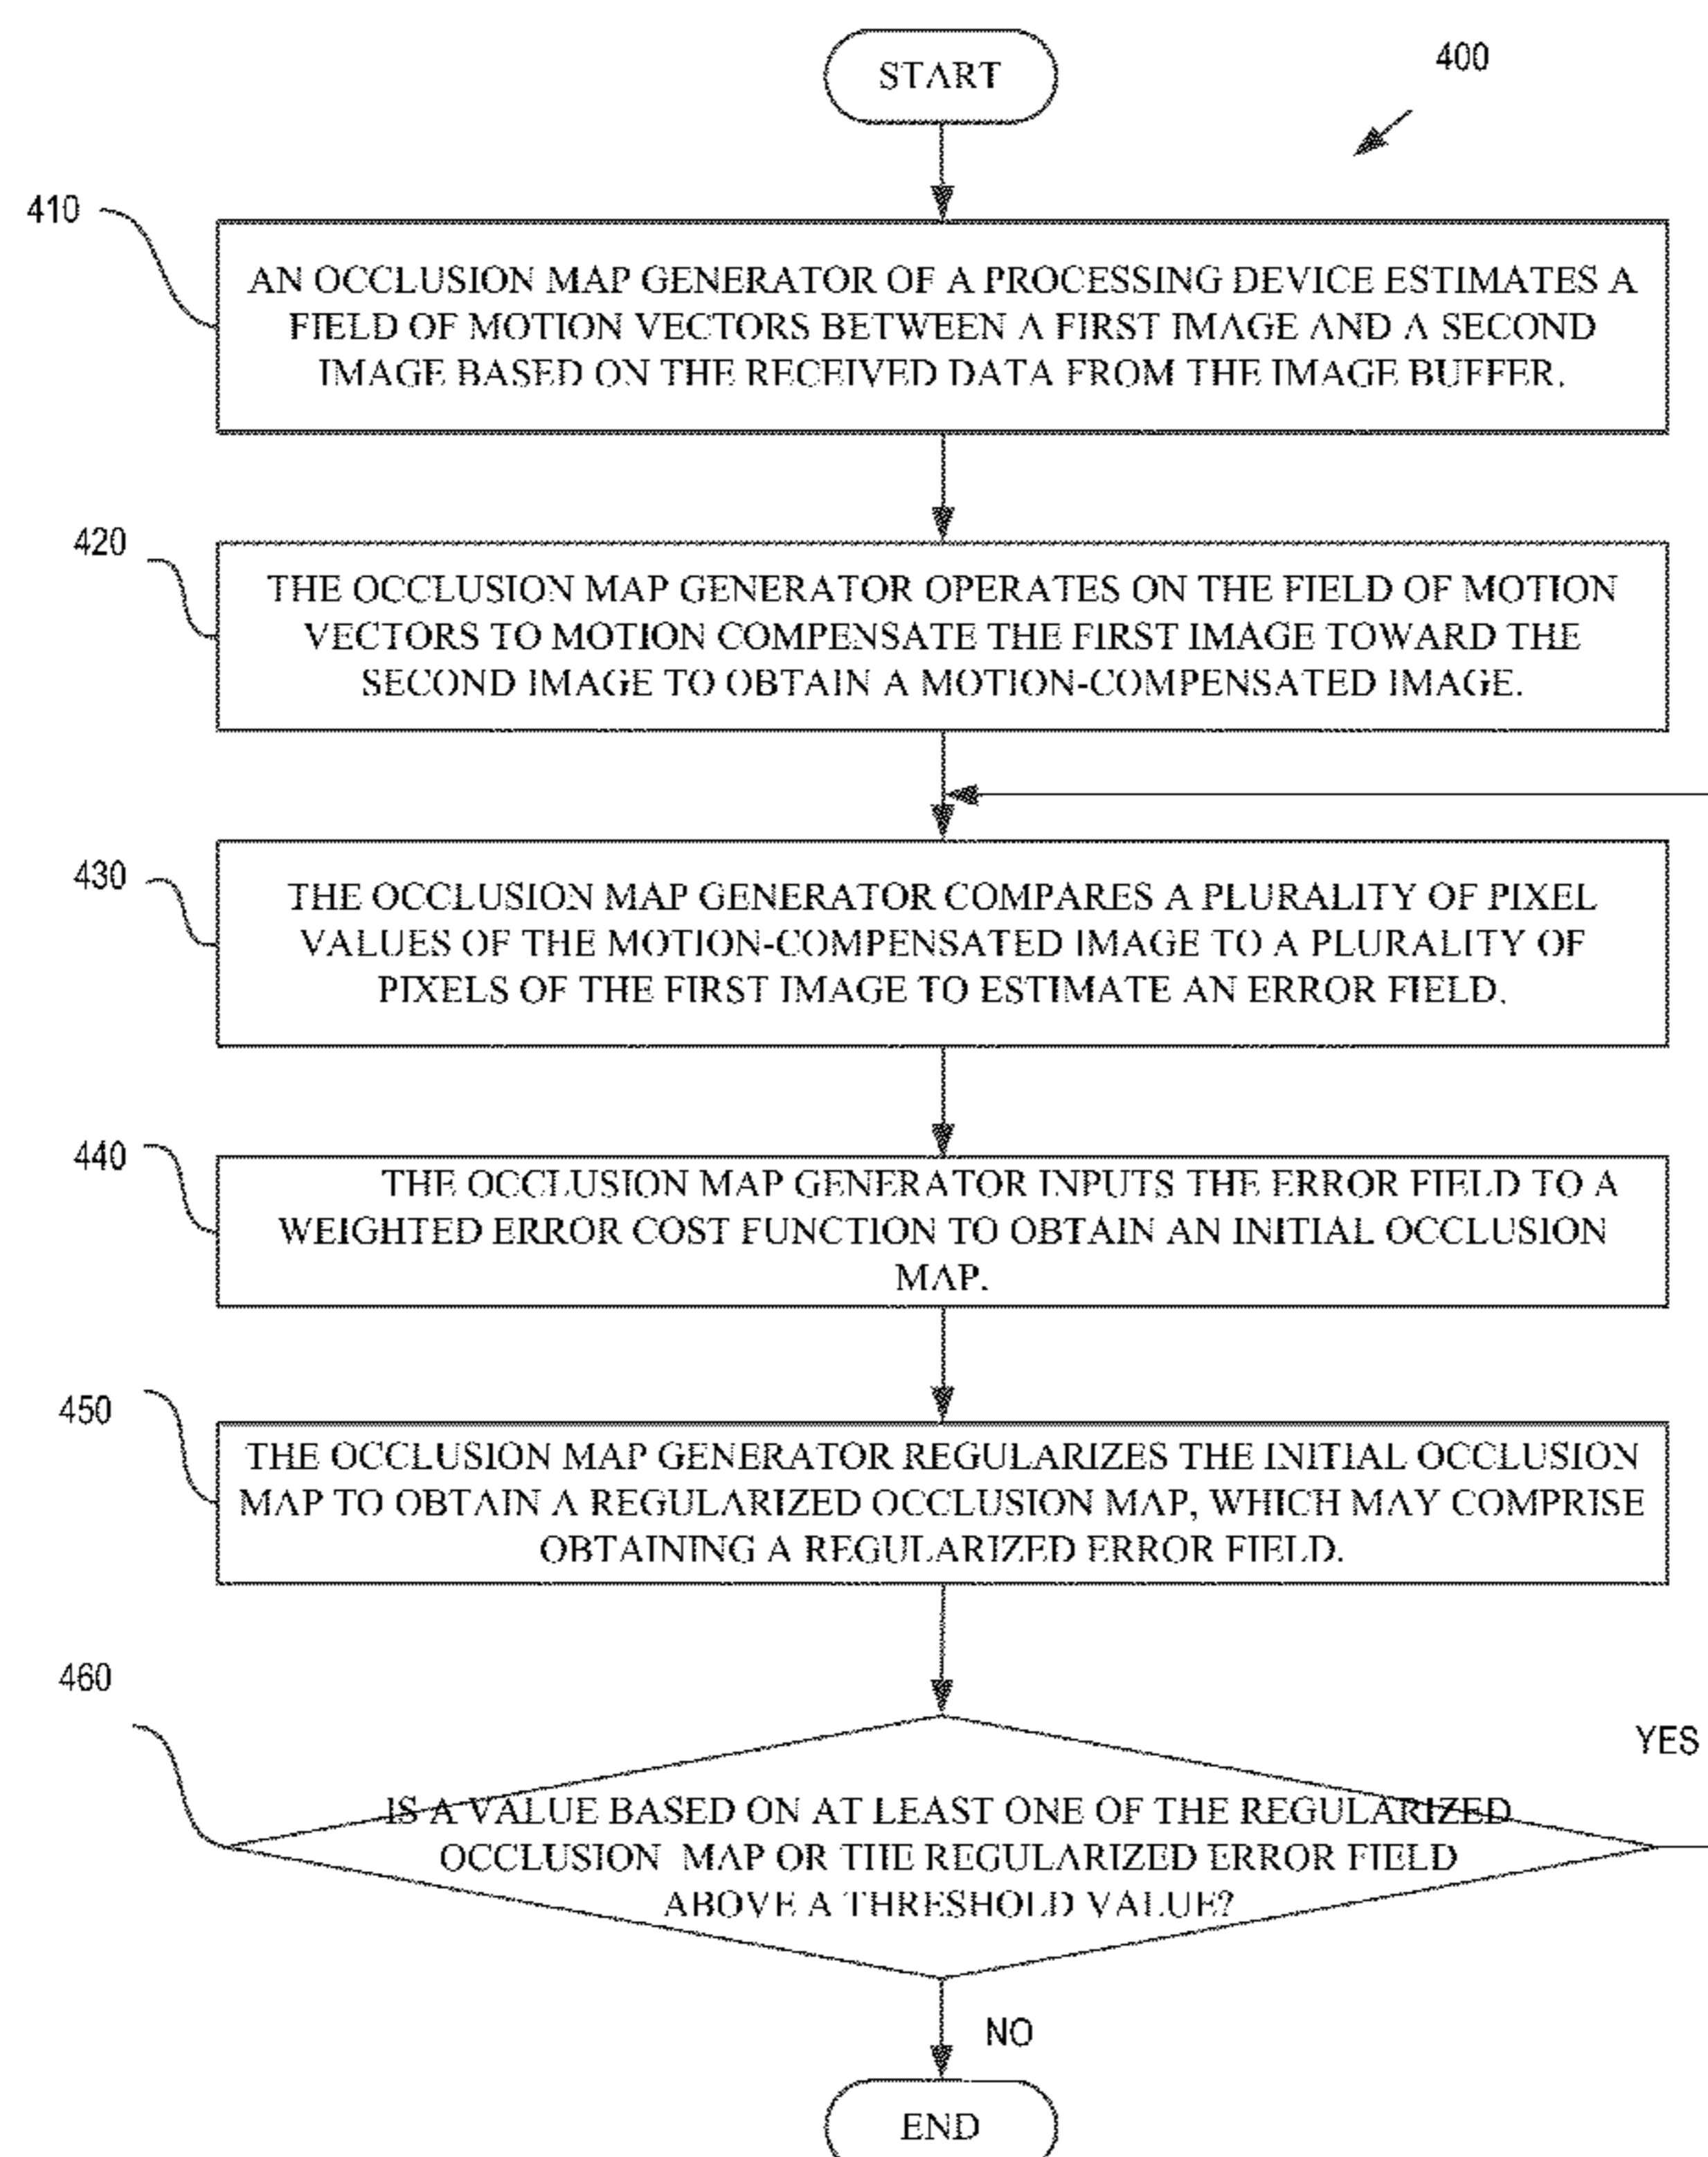 START
400
410
AN OCCLUSION MAP GENERATOR OF A PROCESSING DEVICE ESTIMATES A
FIELD OF MOTION VECTORS BETWEEN A FIRST IMAGE AND A SECOND
IMAGE BASED ON THE RECEIVED DATA FROM THE IMAGE BUFFER.
420
THE OCCLUSION MAP GENERATOR OPERATES ON THE FIELD OF MOTION
VECTORS TO MOTION COMPENSATE THE FIRST IMAGE TOWARD THE
SECOND IMAGE TO OBTAIN A MOTION-COMPENSATED IMAGE.
430
THE OCCLUSION MAP GENERATOR COMPARES A PLURALITY OF PIXEL
VALUES OF THE MOTION-COMPENSATED IMAGE TO A PLURALITY OF
PIXELS OF THE FIRST IMAGE TO ESTIMATE AN ERROR FIELD.
440
THE OCCLUSION MAP GENERATOR INPUTS THE ERROR FIELD TO A
WEIGHTED ERROR COST FUNCTION TO OBTAIN AN INITIAL OCCLUSION
MAP.
450
THE OCCLUSION MAP GENERATOR REGULARIZES THE INITIAL OCCLUSION
MAP TO OBTAIN A REGULARIZED OCCLUSION MAP, WHICH MAY COMPRISE
OBTAINING A REGULARIZED ERROR FIELD.
460
YES
IS A VALUE BASED ON AT LEAST ONE OF THE REGULARIZED
OCCLUSION MAP OR THE REGULARIZED ERROR FIELD
ABOVE A THRESHOLD VALUE?
NO
END